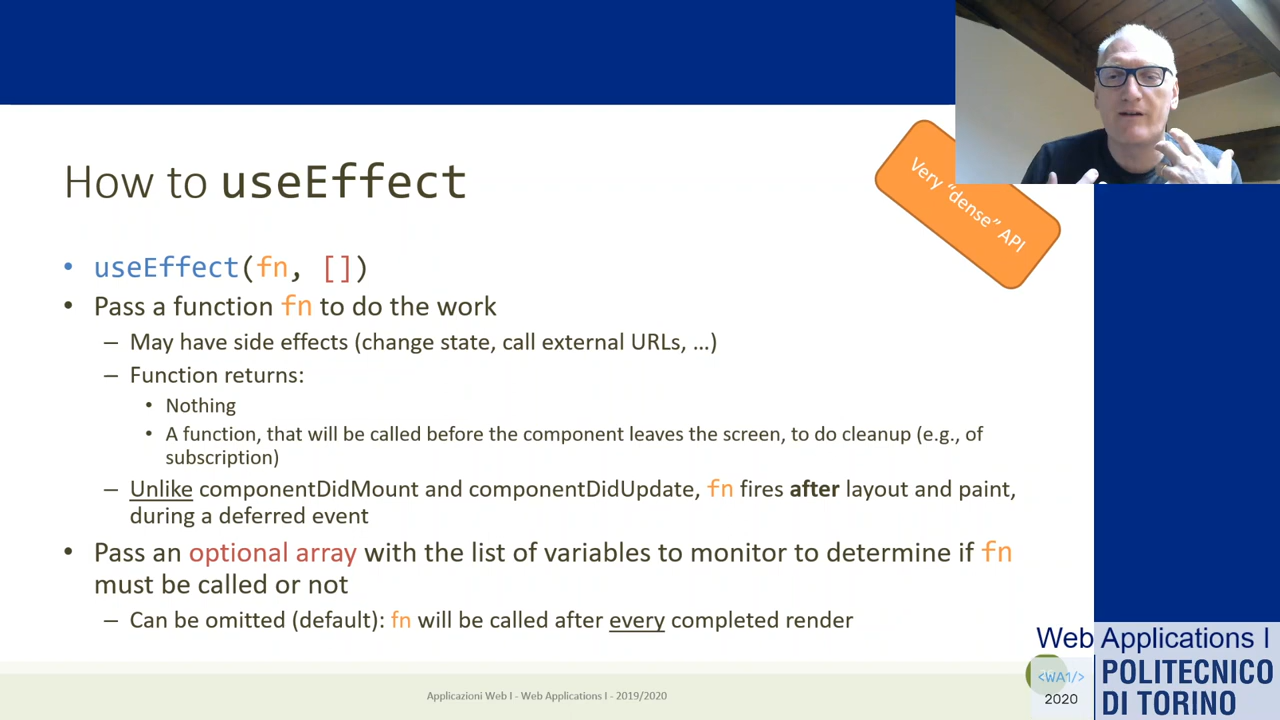 Very “dense” API
How to useEffect
• useEffect(fn, [])
• Pass a function fn to do the work
– May have side effects (change state, call external URLs, …)
– Function returns:
• Nothing
• A function, that will be called before the component leaves the screen, to do cleanup (e.g., of
subscription)
– Unlike componentDidMount and componentDidUpdate, fn fires after layout and paint,
during a deferred event
• Pass an optional array with the list of variables to monitor to determine if fn
must be called or not
– Can be omitted (default): fn will be called after every completed render
Applicazioni Web I - Web Applications I - 2019/2020
Web Applications I
<WA1/>
2020
POLITECNICO
DI TORINO